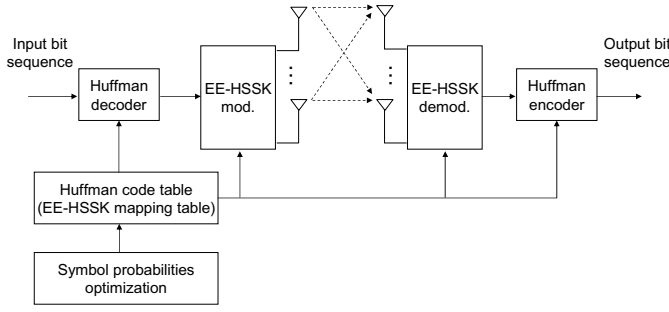 Input bit
sequence
Huffman
decoder
EE-HSSK
mod.
EE-HSSK
demod.
Huffman
encoder
Output bit
sequence
Huffman code table
(EE-HSSK mapping table)
Symbol probabilities
optimization